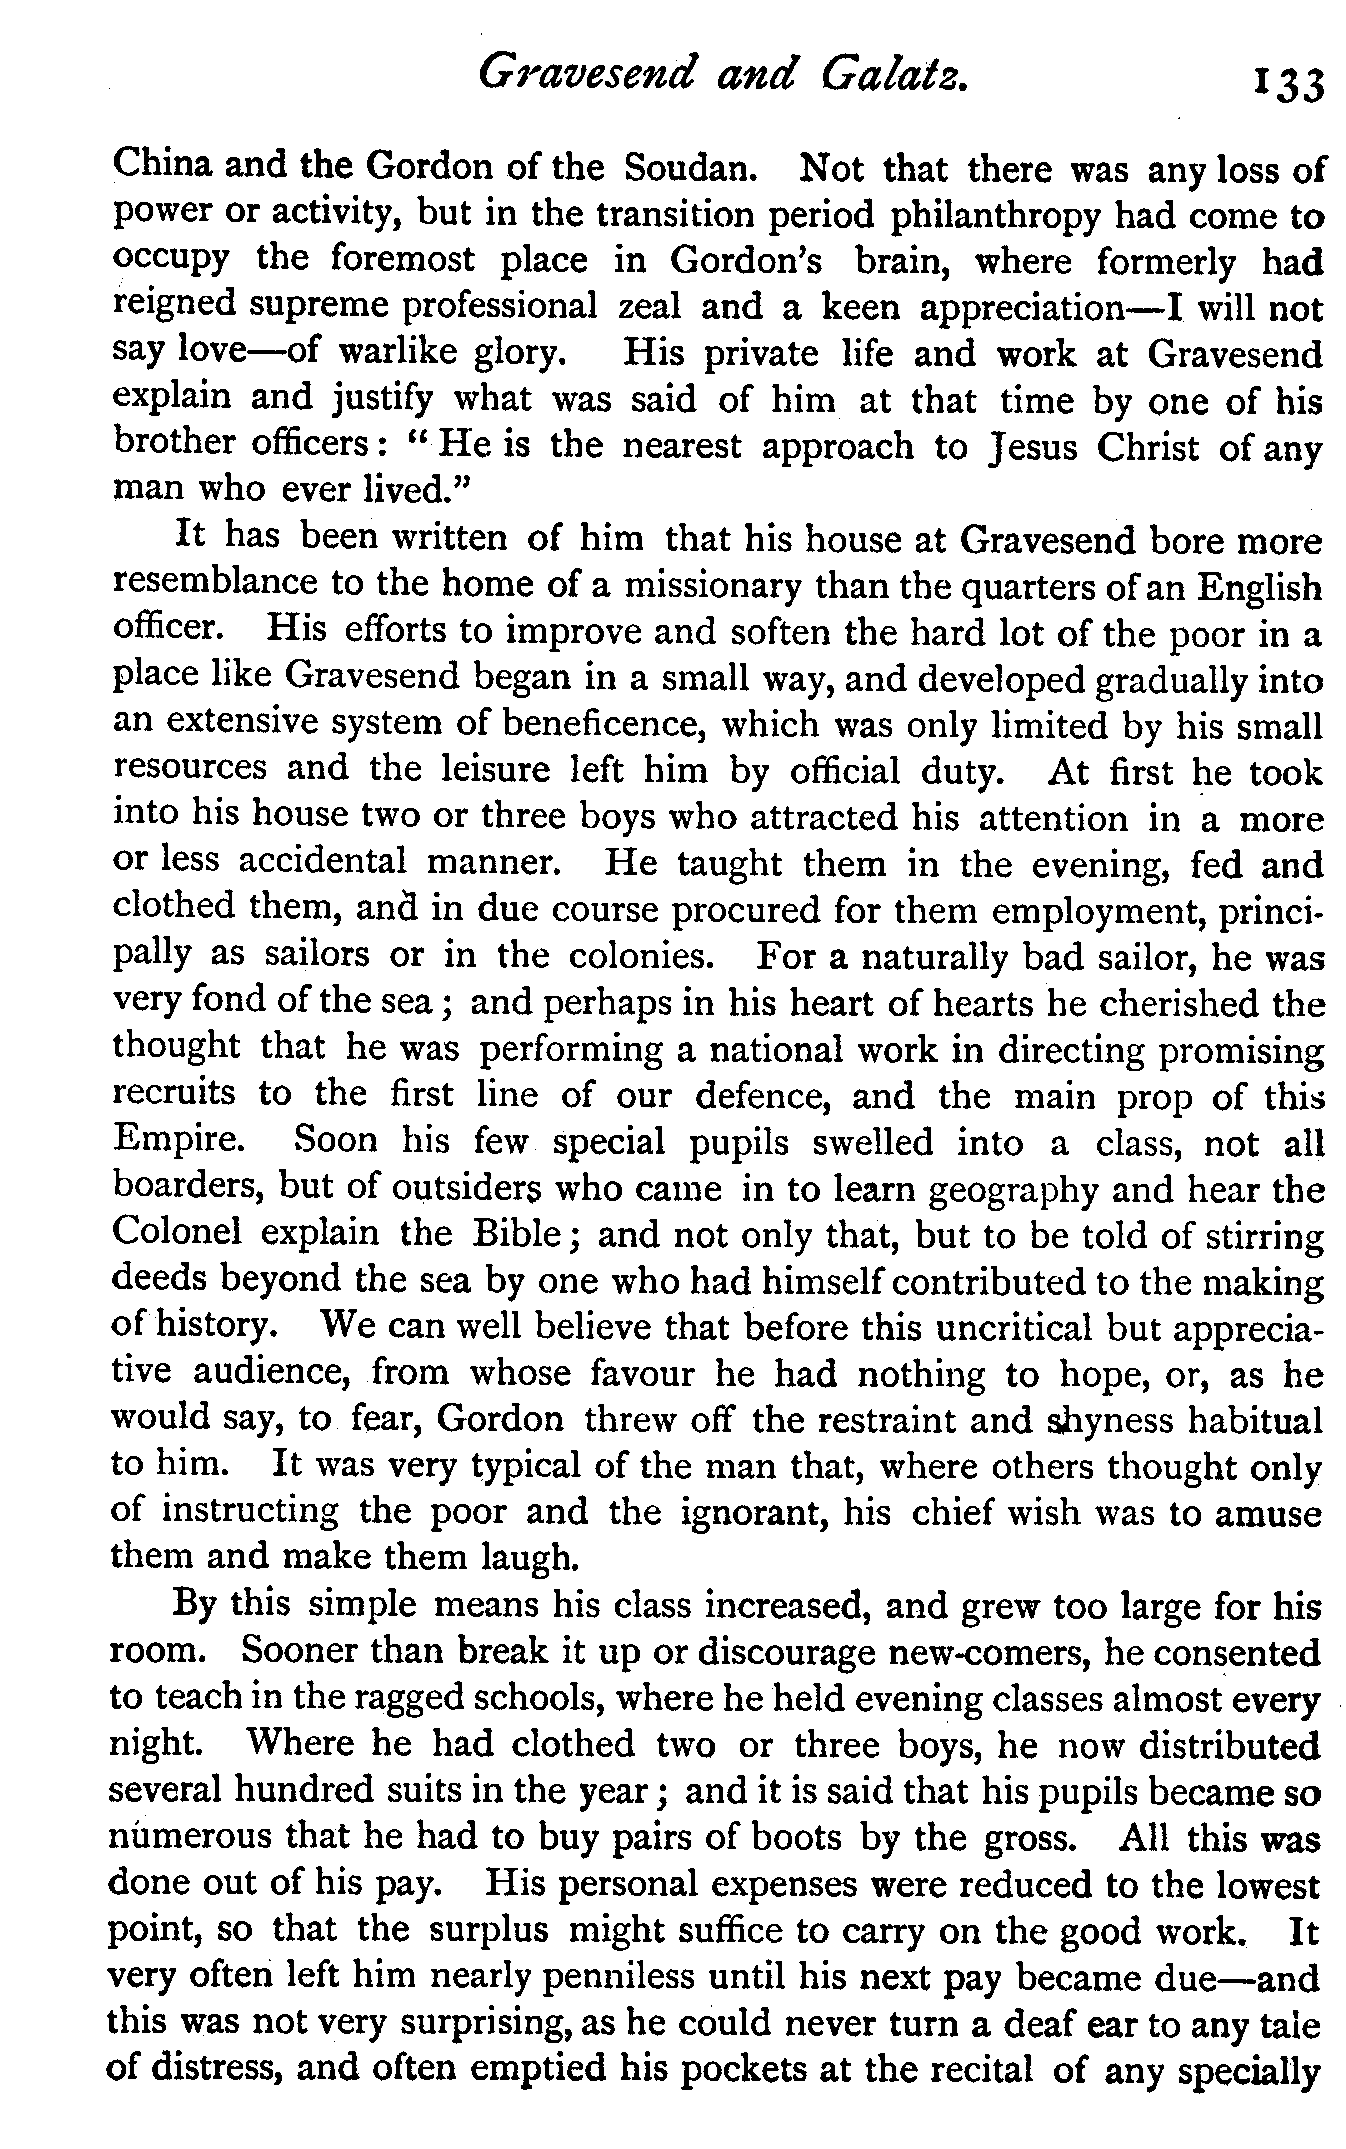 Gravesend and Galatz. 133
China and the Gordon of the Soudan. Not that there was any loss of
power or activity, but in the transition period philanthropy had come to
occupy the foremost place in Gordon's brain, where formerly had
reigned supreme professional zeal and a keen appreciation—I will not
say love—of warlike glory. His private life and work at Gravesend
explain and justify what was said of him at that time by one of his
brother officers: "He is the nearest approach to Jesus Christ of any
man who ever lived."
It has been written of him that his house at Gravesend bore more
resemblance to the home of a missionary than the quarters of an English
officer. His efforts to improve and soften the hard lot of the poor in a
place like Gravesend began in a small way, and developed gradually into
an extensive system of beneficence, which was only limited by his small
resources and the leisure left him by official duty. At first he took
into his house two or three boys who attracted his attention in a more
or less accidental manner. He taught them in the evening, fed and
clothed them, and in due course procured for them employment, princi-
pally as sailors or in the colonies. For a naturally bad sailor, he was
very fond of the sea; and perhaps in his heart of hearts he cherished the
thought that he was performing a national work in directing promising
recruits to the first line of our defence, and the main prop of this
Empire. Soon his few special pupils swelled into a class, not all
boarders, but of outsiders who came in to learn geography and hear the
Colonel explain the Bible; and not only that, but to be told of stirring
deeds beyond the sea by one who had himself contributed to the making
of history. We can well believe that before this uncritical but apprecia-
tive audience, from whose favour he had nothing to hope, or, as he
would say, to fear, Gordon threw off the restraint and shyness habitual
to him. It was very typical of the man that, where others thought only
of instructing the poor and the ignorant, his chief wish was to amuse
them and make them laugh.
By this simple means his class increased, and grew too large for his
room. Sooner than break it up or discourage new-comers, he consented
to teach in the ragged schools, where he held evening classes almost every
night. Where he had clothed two or three boys, he now distributed
several hundred suits in the year; and it is said that his pupils became so
numerous that he had to buy pairs of boots by the gross. All this was
done out of his pay. His personal expenses were reduced to the lowest
point, so that the surplus might suffice to carry on the good work. It
very often left him nearly penniless until his next pay became due—and
this was not very surprising, as he could never turn a deaf ear to any tale
of distress, and often emptied his pockets at the recital of any specially